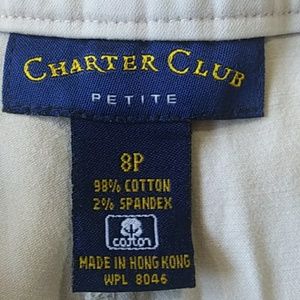 CHARTER CLUB
PETITE
8P
98% COTTON
2% SPANDEX
cotton
MADE IN HONG KONG
WPL 8046